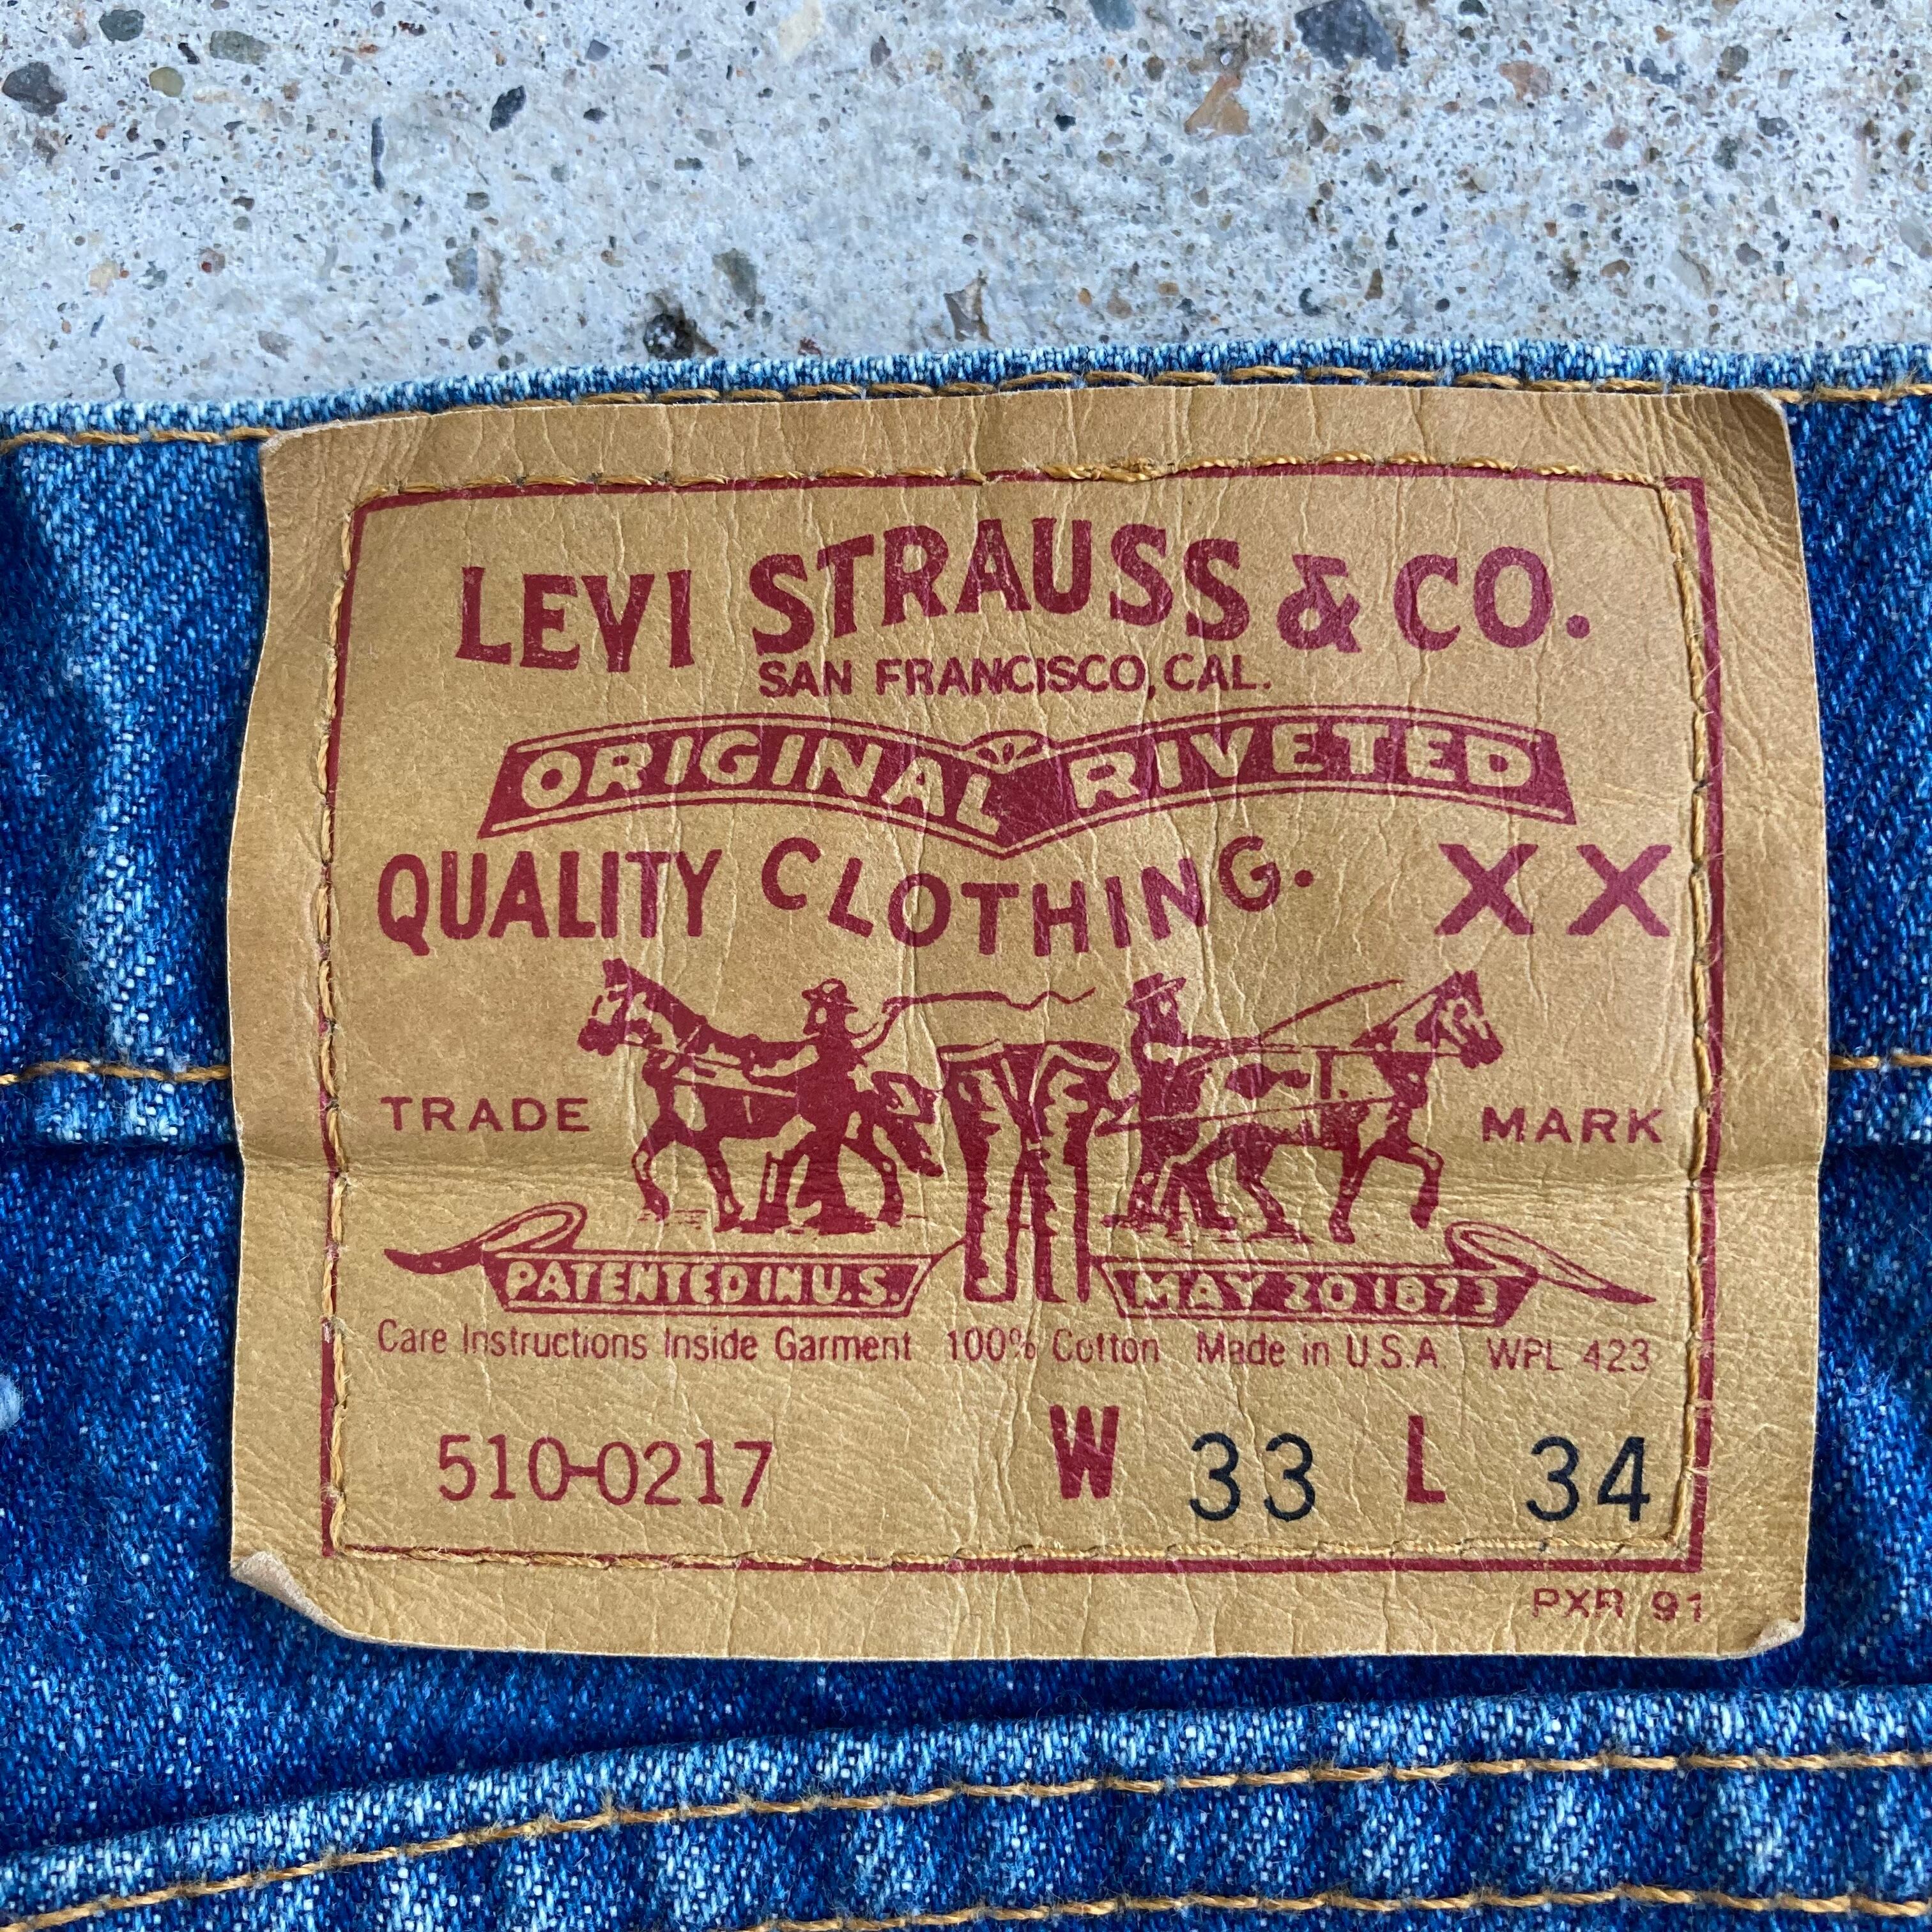 LEVI STRAUSS & CO.
SAN FRANCISCO, CAL.
ORIGINAL RIVETED
QUALITY CLOTHING. XX
TRADE MARK
PATENTED IN U.S. MAY 20 1873
Care Instructions Inside Garment 100% Cotton Made in U.S.A. WPL 423
510-0217 W 33 L 34
PXR 91